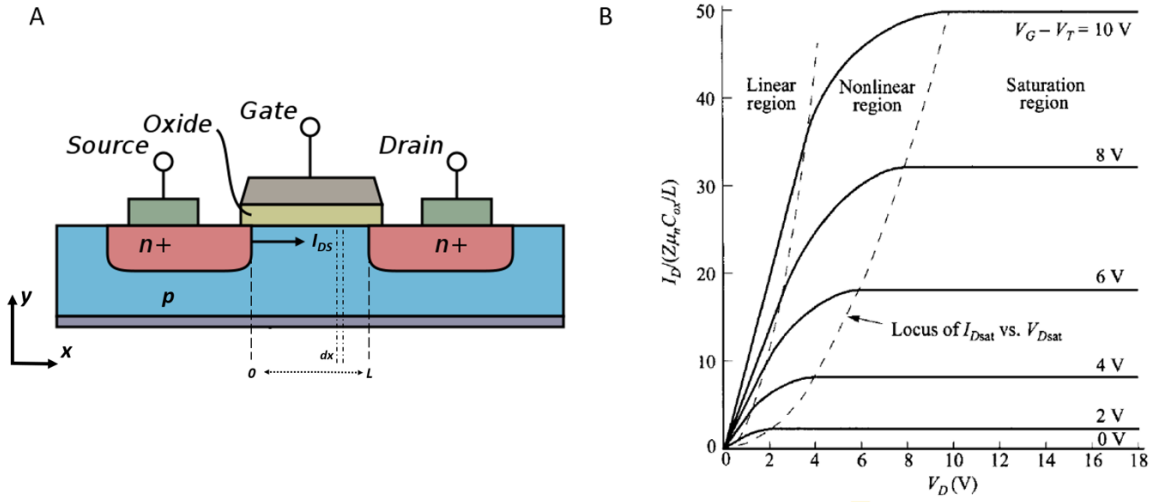 A
Source
Oxide
Gate
Drain
n+
I_DS
n+
p
y
x
dx
0
L
B
I_D/(Zμ_nC_ox/L)
50
40
30
20
10
0
V_G − V_T = 10 V
Linear
region
Nonlinear
region
Saturation
region
8 V
6 V
Locus of I_Dsat vs. V_Dsat
4 V
2 V
0 V
0 2 4 6 8 10 12 14 16 18
V_D (V)